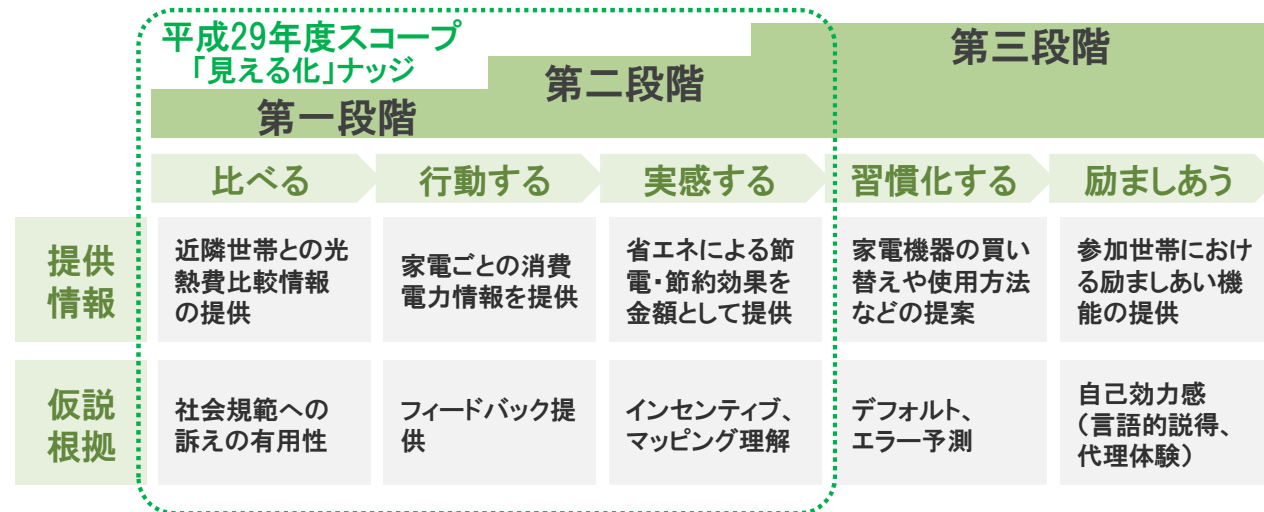 平成29年度スコープ
「見える化」ナッジ
第一段階
第二段階
第三段階
比べる
行動する
実感する
習慣化する
励ましあう
提供
情報
近隣世帯との光
熱費比較情報
の提供
家電ごとの消費
電力情報を提供
省エネによる節
電・節約効果を
金額として提供
家電機器の買い
替えや使用方法
などの提案
参加世帯におけ
る励ましあい機
能の提供
仮説
根拠
社会規範への
訴えの有用性
フィードバック提
供
インセンティブ、
マッピング理解
デフォルト、
エラー予測
自己効力感
（言語的説得、
代理体験）